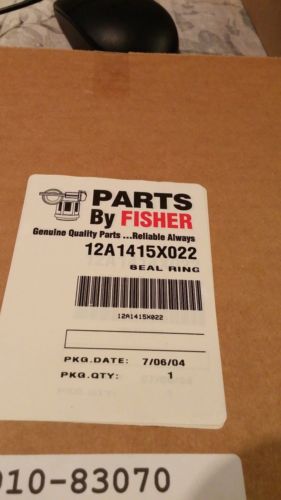 PARTS
By FISHER
Genuine Quality Parts ...Reliable Always
12A1415X022
SEAL RING
12A1415X022
PKG.DATE: 7/06/04
PKG.QTY: 1
910-83070